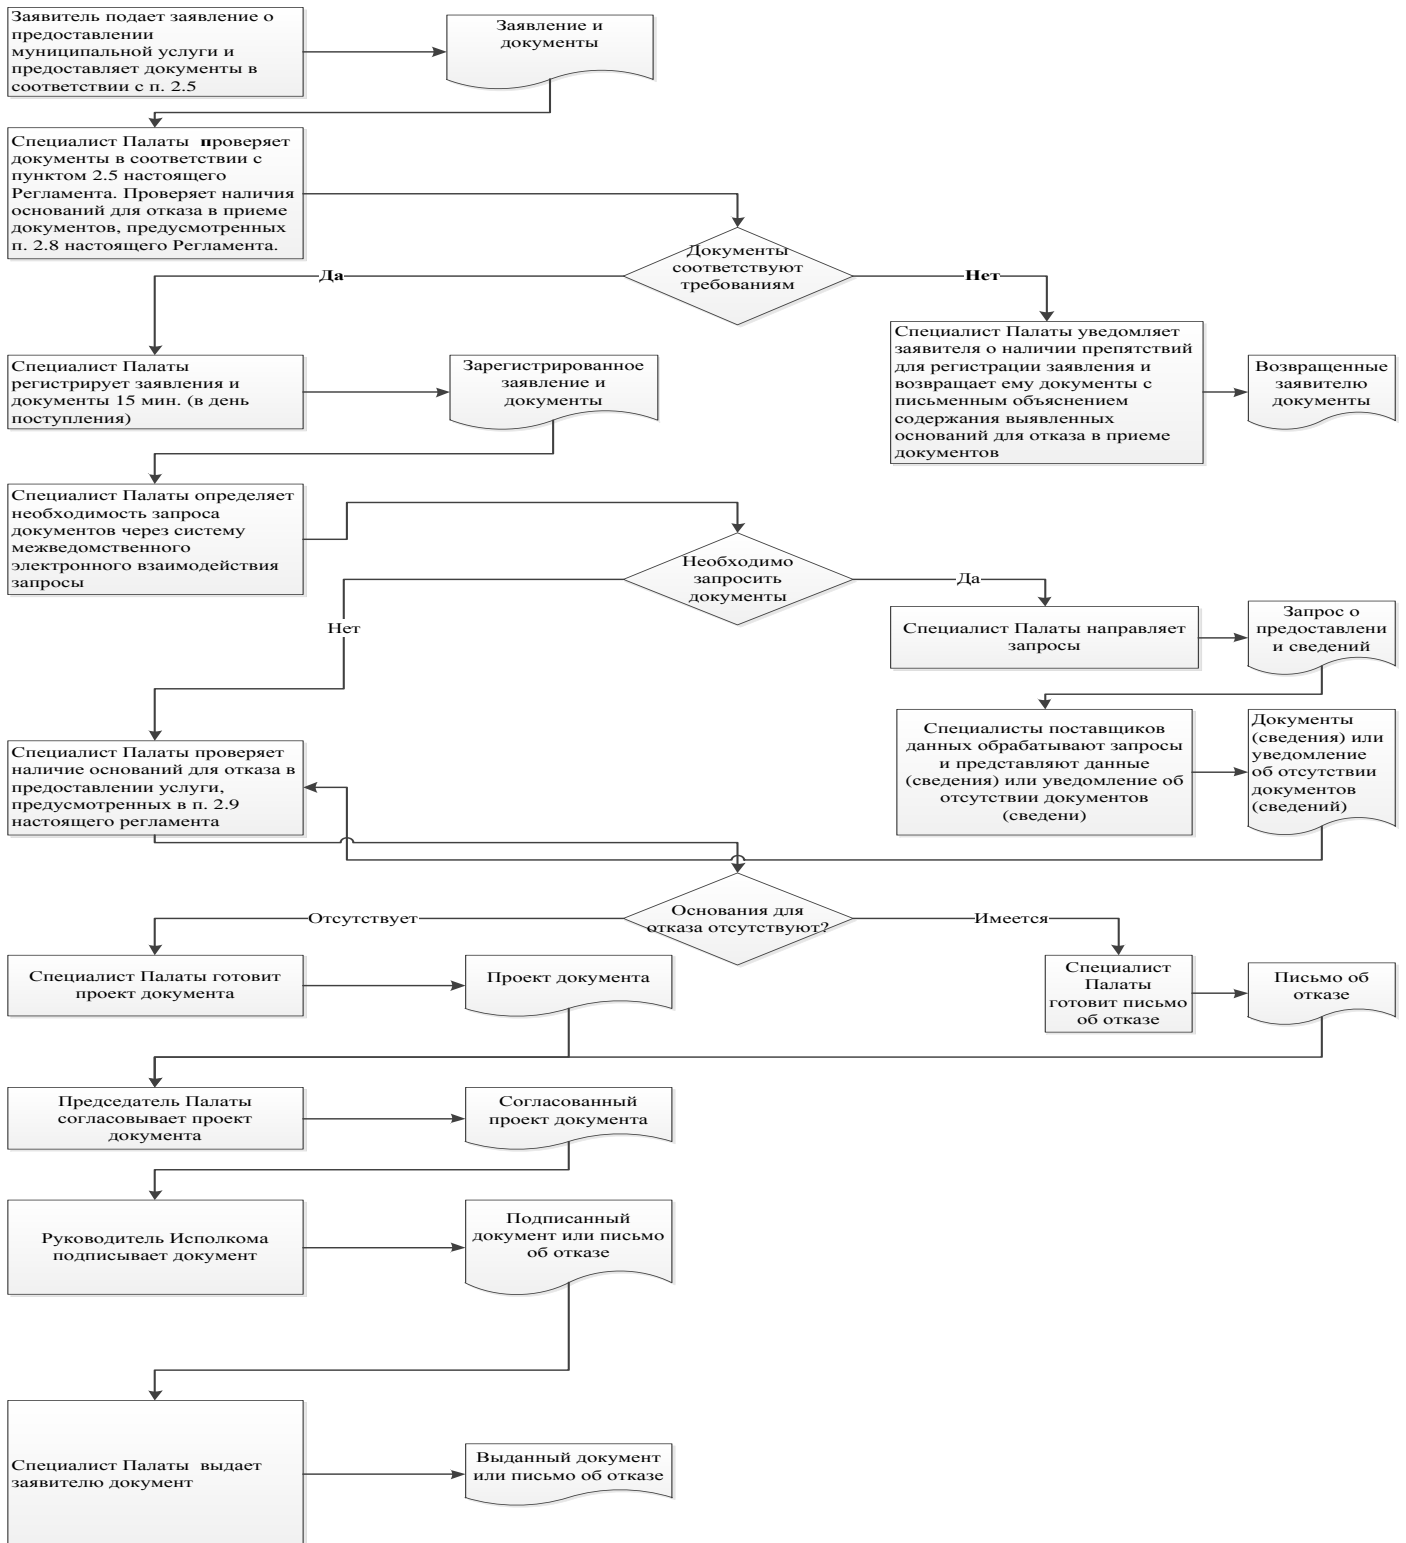 Заявитель подает заявление о
предоставлении
муниципальной услуги и
предоставляет документы в
соответствии с п. 2.5
Заявление и
документы
Специалист Палаты  проверяет
документы в соответствии с
пунктом 2.5 настоящего
Регламента. Проверяет наличия
оснований для отказа в приеме
документов, предусмотренных
п. 2.8 настоящего Регламента.
Документы
соответствуют
требованиям
Да
Нет
Специалист Палаты
регистрирует заявления и
документы 15 мин. (в день
поступления)
Зарегистрированное
заявление и
документы
Специалист Палаты уведомляет
заявителя о наличии препятствий
для регистрации заявления и
возвращает ему документы с
письменным объяснением
содержания выявленных
оснований для отказа в приеме
документов
Возвращенные
заявителю
документы
Специалист Палаты определяет
необходимость запроса
документов через систему
межведомственного
электронного взаимодействия
запросы
Необходимо
запросить
документы
Да
Нет
Специалист Палаты направляет
запросы
Запрос о
предоставлени
и сведений
Специалисты поставщиков
данных обрабатывают запросы
и представляют данные
(сведения) или уведомление об
отсутствии документов
(сведени)
Документы
(сведения) или
уведомление
об отсутствии
документов
(сведений)
Специалист Палаты проверяет
наличие оснований для отказа в
предоставлении услуги,
предусмотренных в п. 2.9
настоящего регламента
Основания для
отказа отсутствуют?
Отсутствует
Имеется
Специалист Палаты готовит
проект документа
Проект документа
Специалист
Палаты
готовит письмо
об отказе
Письмо об
отказе
Председатель Палаты
согласовывает проект
документа
Согласованный
проект документа
Руководитель Исполкома
подписывает документ
Подписанный
документ или письмо
об отказе
Специалист Палаты  выдает
заявителю документ
Выданный документ
или письмо об отказе